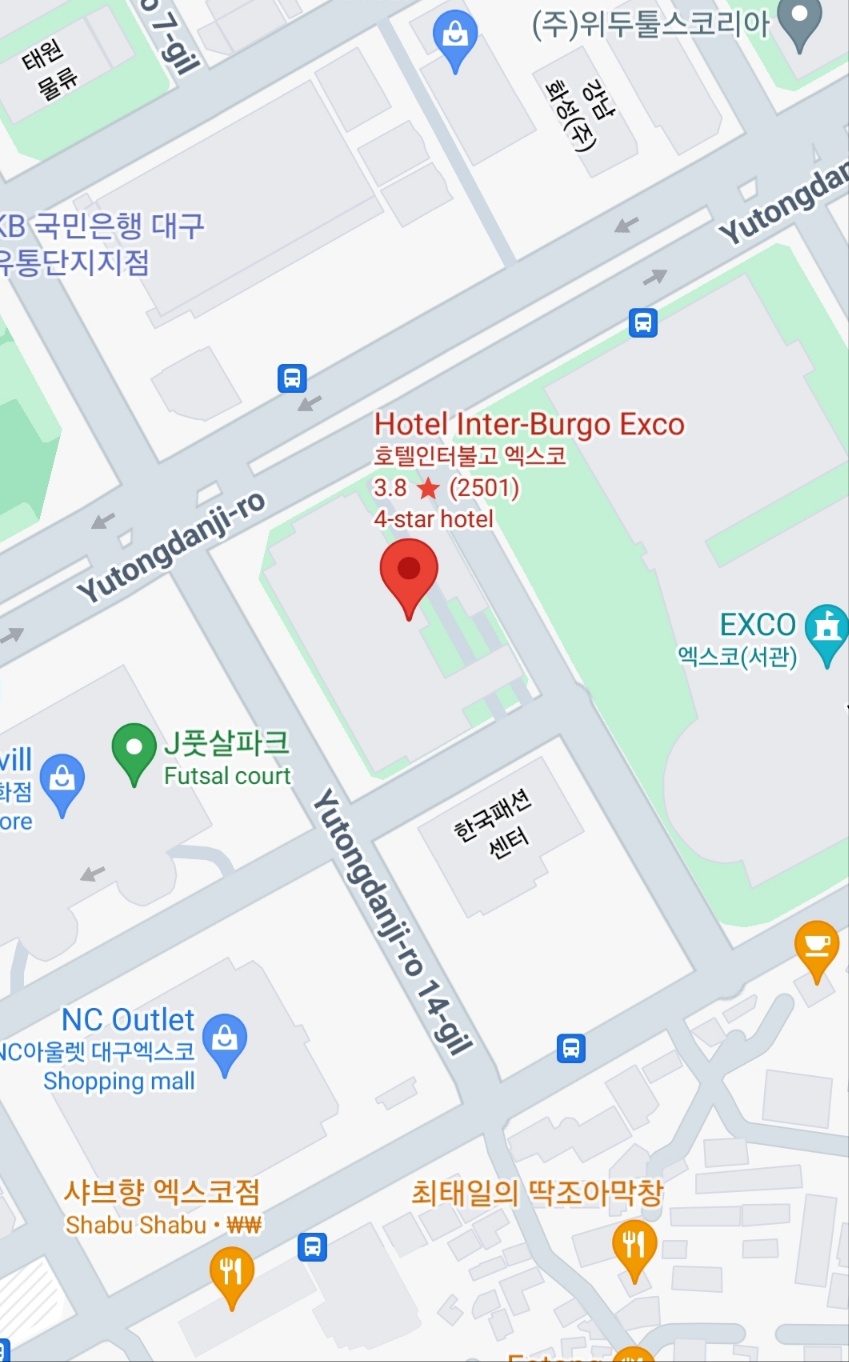 o 7-gil
태원
물류
(주)위두툴스코리아
강남
화성(주)
Yutongdan
KB 국민은행 대구
유통단지지점
Hotel Inter-Burgo Exco
호텔인터불고 엑스코
3.8 ★ (2501)
4-star hotel
Yutongdanji-ro
EXCO
엑스코(서관)
J풋살파크
Futsal court
vill
화점
ore
한국패션
센터
Yutongdanji-ro 14-gil
NC Outlet
NC아울렛 대구엑스코
Shopping mall
샤브향 엑스코점
Shabu Shabu • ₩₩
최태일의 딱조아막창